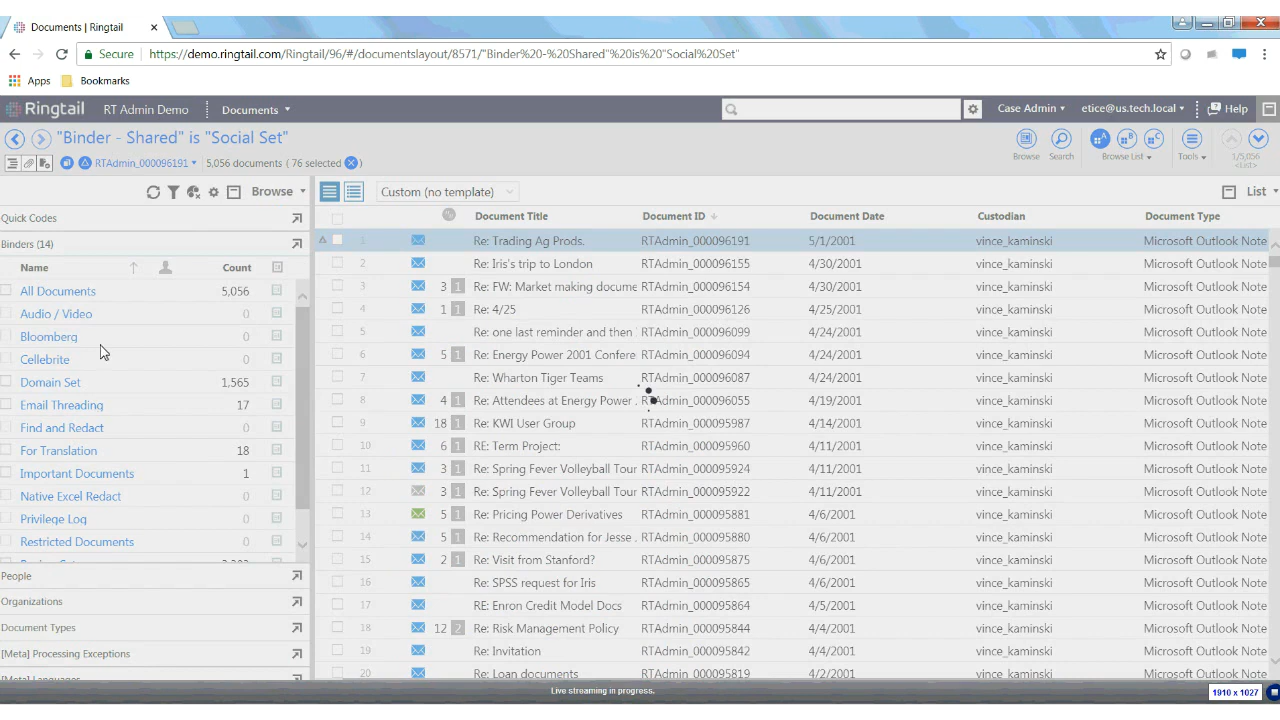 Documents | Ringtail
Secure
https://demo.ringtail.com/Ringtail/96/#/documentslayout/8571/"Binder%20-%20Shared"%20is%20"Social%20Set"
Apps Bookmarks
Ringtail RT Admin Demo Documents Case Admin etice@us.tech.local Help
"Binder - Shared" is "Social Set"
Browse Search Browse List Tools 1/5,056
<List>
RTAdmin_000096191 5,056 documents ( 76 selected )
Browse Custom (no template) List
Quick Codes
Binders (14)
Name Count
All Documents 5,056
Audio / Video 0
Bloomberg 0
Cellebrite 0
Domain Set 1,565
Email Threading 17
Find and Redact 0
For Translation 18
Important Documents 1
Native Excel Redact 0
Privilege Log 0
Restricted Documents 0
People
Organizations
Document Types
[Meta] Processing Exceptions
[Meta] Languages
Document Title Document ID Document Date Custodian Document Type
1 Re: Trading Ag Prods. RTAdmin_000096191 5/1/2001 vince_kaminski Microsoft Outlook Note
2 Re: Iris's trip to London RTAdmin_000096155 4/30/2001 vince_kaminski Microsoft Outlook Note
3 3 1 Re: FW: Market making docume RTAdmin_000096154 4/30/2001 vince_kaminski Microsoft Outlook Note
4 1 1 Re: 4/25 RTAdmin_000096126 4/25/2001 vince_kaminski Microsoft Outlook Note
5 Re: one last reminder and then RTAdmin_000096099 4/24/2001 vince_kaminski Microsoft Outlook Note
6 5 1 Re: Energy Power 2001 Confere RTAdmin_000096094 4/24/2001 vince_kaminski Microsoft Outlook Note
7 Re: Wharton Tiger Teams RTAdmin_000096087 4/24/2001 vince_kaminski Microsoft Outlook Note
8 4 1 Re: Attendees at Energy Power . RTAdmin_000096055 4/19/2001 vince_kaminski Microsoft Outlook Note
9 18 1 Re: KWI User Group RTAdmin_000095987 4/14/2001 vince_kaminski Microsoft Outlook Note
10 6 1 RE: Term Project: RTAdmin_000095960 4/11/2001 vince_kaminski Microsoft Outlook Note
11 3 1 Re: Spring Fever Volleyball Tour RTAdmin_000095924 4/11/2001 vince_kaminski Microsoft Outlook Note
12 3 1 Re: Spring Fever Volleyball Tour RTAdmin_000095922 4/11/2001 vince_kaminski Microsoft Outlook Note
13 5 1 Re: Pricing Power Derivatives RTAdmin_000095881 4/6/2001 vince_kaminski Microsoft Outlook Note
14 5 1 Re: Recommendation for Jesse . RTAdmin_000095880 4/6/2001 vince_kaminski Microsoft Outlook Note
15 2 1 Re: Visit from Stanford? RTAdmin_000095875 4/6/2001 vince_kaminski Microsoft Outlook Note
16 Re: SPSS request for Iris RTAdmin_000095865 4/6/2001 vince_kaminski Microsoft Outlook Note
17 RE: Enron Credit Model Docs RTAdmin_000095864 4/5/2001 vince_kaminski Microsoft Outlook Note
18 12 2 Re: Risk Management Policy RTAdmin_000095844 4/4/2001 vince_kaminski Microsoft Outlook Note
19 Re: Invitation RTAdmin_000095842 4/4/2001 vince_kaminski Microsoft Outlook Note
20 Re: Loan documents RTAdmin_000095819 4/2/2001 vince_kaminski Microsoft Outlook Note
Live streaming in progress.
1910 x 1027